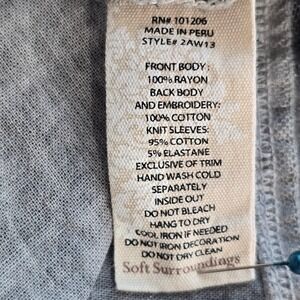 RN# 101206
MADE IN PERU
STYLE# 2AW13
FRONT BODY:
100% RAYON
BACK BODY
AND EMBROIDERY:
100% COTTON
KNIT SLEEVES:
95% COTTON
5% ELASTANE
EXCLUSIVE OF TRIM
HAND WASH COLD
SEPARATELY
INSIDE OUT
DO NOT BLEACH
HANG TO DRY
COOL IRON IF NEEDED
DO NOT IRON DECORATION
DO NOT DRY CLEAN
Soft Surroundings